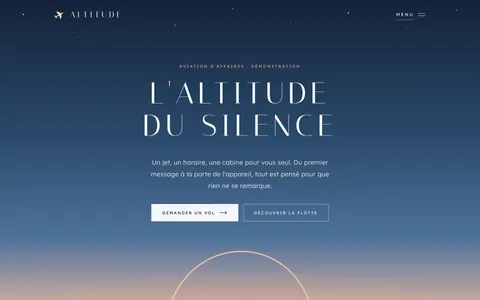 ALTITUDE
MENU
AVIATION D'AFFAIRES · DÉMONSTRATION
L'ALTITUDE
DU SILENCE
Un jet, un horaire, une cabine pour vous seul. Du premier
message à la porte de l'appareil, tout est pensé pour que
rien ne se remarque.
DEMANDER UN VOL
DÉCOUVRIR LA FLOTTE